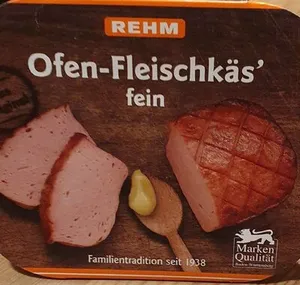 REHM
Ofen-Fleischkäs'
fein
Marken
Qualität
Familientradition seit 1938